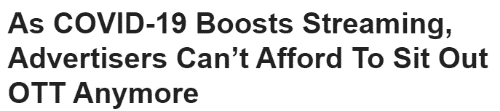 As COVID-19 Boosts Streaming,
Advertisers Can’t Afford To Sit Out
OTT Anymore